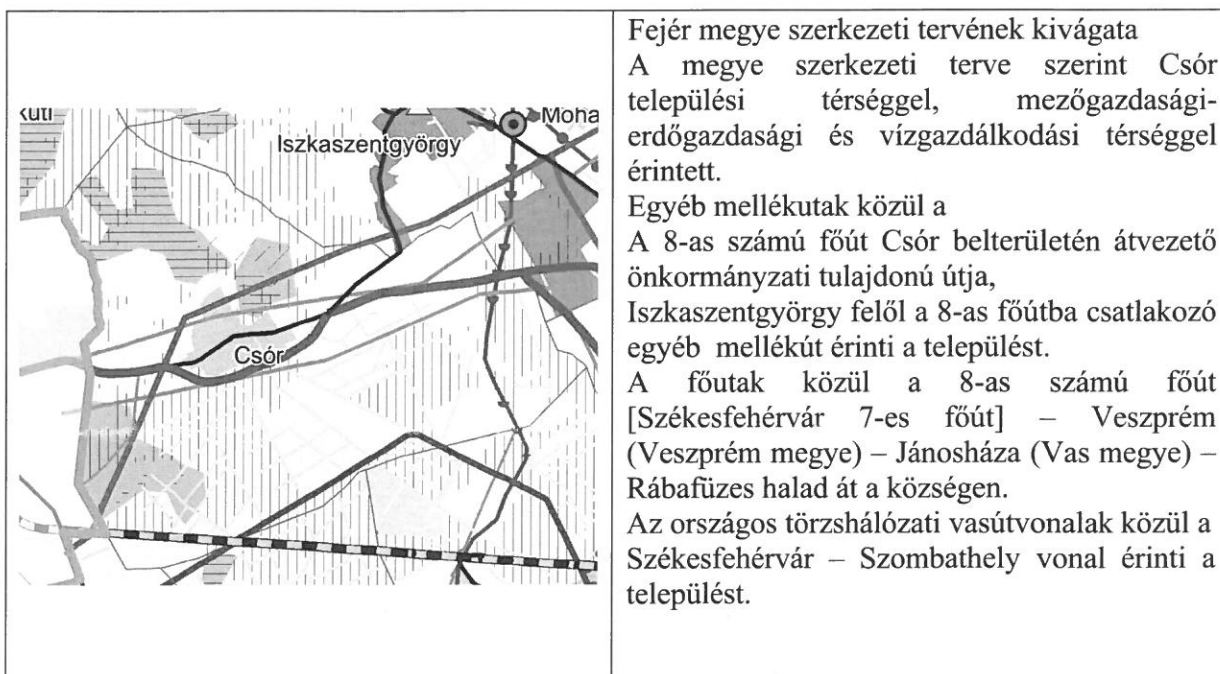 kuti
Moha
Iszkaszentgyörgy
Csór
Fejér megye szerkezeti tervének kivágata
A megye szerkezeti terve szerint Csór
települési térséggel, mezőgazdasági-
erdőgazdasági és vízgazdálkodási térséggel
érintett.
Egyéb mellékutak közül a
A 8-as számú főút Csór belterületén átvezető
önkormányzati tulajdonú útja,
Iszkaszentgyörgy felől a 8-as főútba csatlakozó
egyéb mellékút érinti a települést.
A főutak közül a 8-as számú főút
[Székesfehérvár 7-es főút] – Veszprém
(Veszprém megye) – Jánosháza (Vas megye) –
Rábafüzes halad át a községen.
Az országos törzshálózati vasútvonalak közül a
Székesfehérvár – Szombathely vonal érinti a
települést.